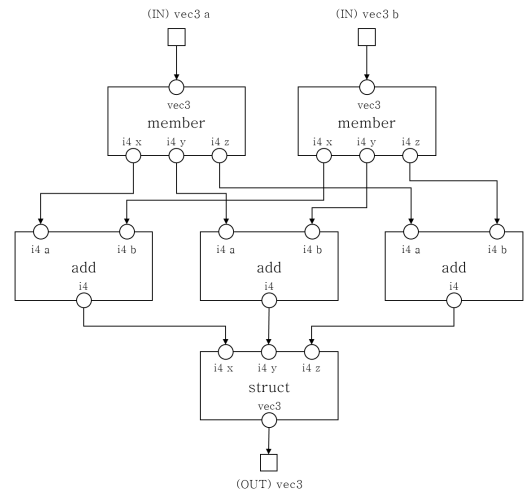 (IN) vec3 a (IN) vec3 b
vec3 vec3
member member
i4 x i4 y i4 z i4 x i4 y i4 z
i4 a i4 b i4 a i4 b i4 a i4 b
add add add
i4 i4 i4
i4 x i4 y i4 z
struct
vec3
(OUT) vec3